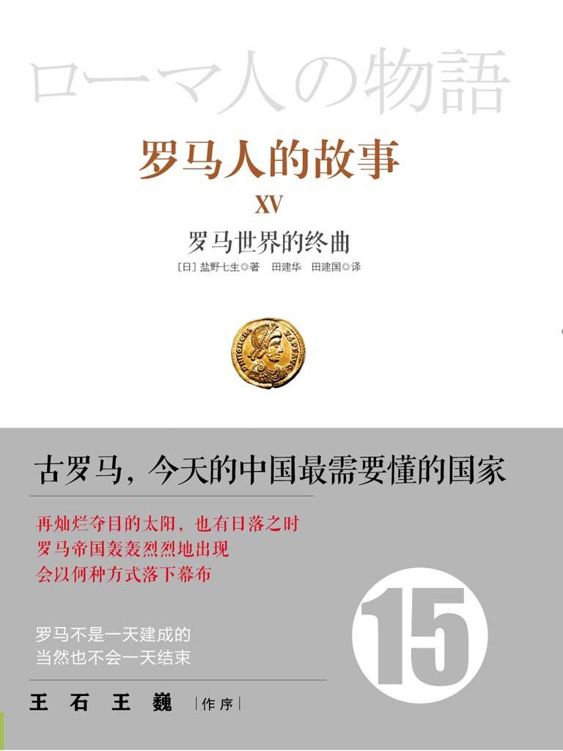 ローマ人の物語
罗马人的故事
XV
罗马世界的终曲
[日]盐野七生◎著 田建华 田建国◎译
古罗马，今天的中国最需要懂的国家
再灿烂夺目的太阳，也有日落之时
罗马帝国轰轰烈烈地出现
会以何种方式落下幕布
15
罗马不是一天建成的
当然也不会一天结束
王 石 王 巍 |作 序|